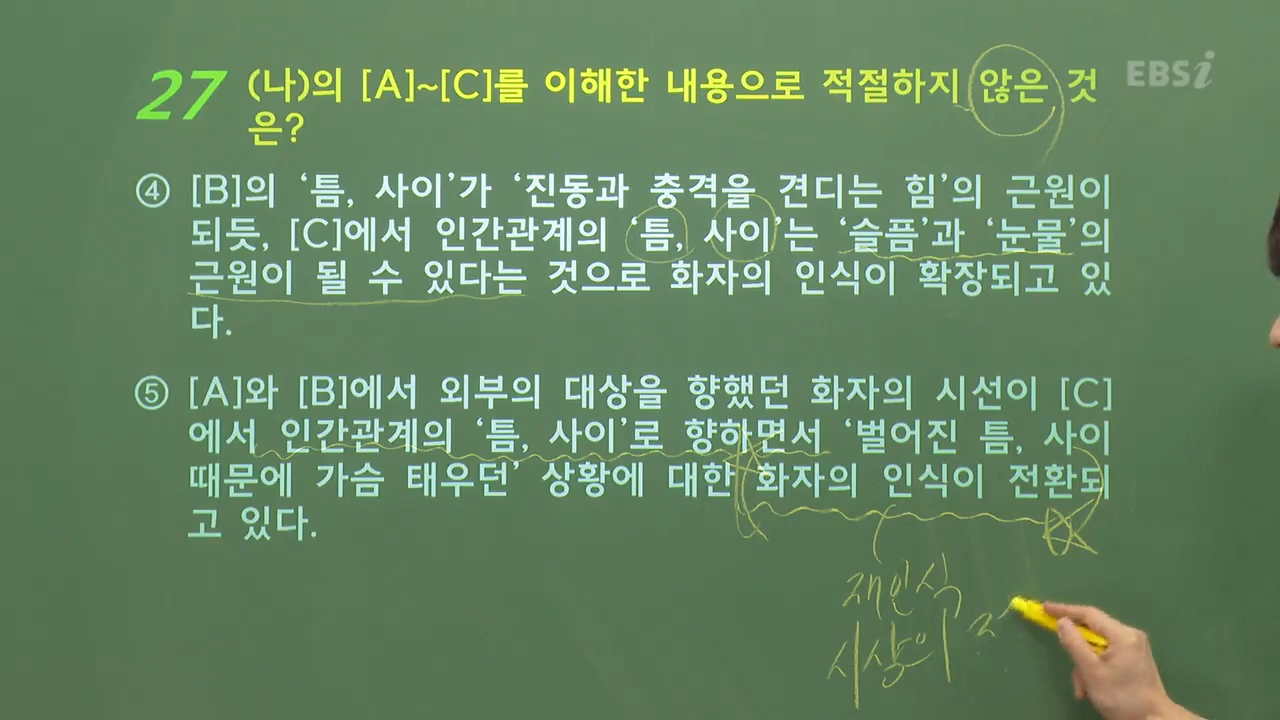 27 (나)의 [A]~[C]를 이해한 내용으로 적절하지 않은 것
은?
EBSi
④ [B]의 ‘틈, 사이’가 ‘진동과 충격을 견디는 힘’의 근원이
되듯, [C]에서 인간관계의 ‘틈, 사이’는 ‘슬픔’과 ‘눈물’의
근원이 될 수 있다는 것으로 화자의 인식이 확장되고 있
다.
⑤ [A]와 [B]에서 외부의 대상을 향했던 화자의 시선이 [C]
에서 인간관계의 ‘틈, 사이’로 향하면서 ‘벌어진 틈, 사이
때문에 가슴 태우던’ 상황에 대한 화자의 인식이 전환되
고 있다.
재인식
시상의